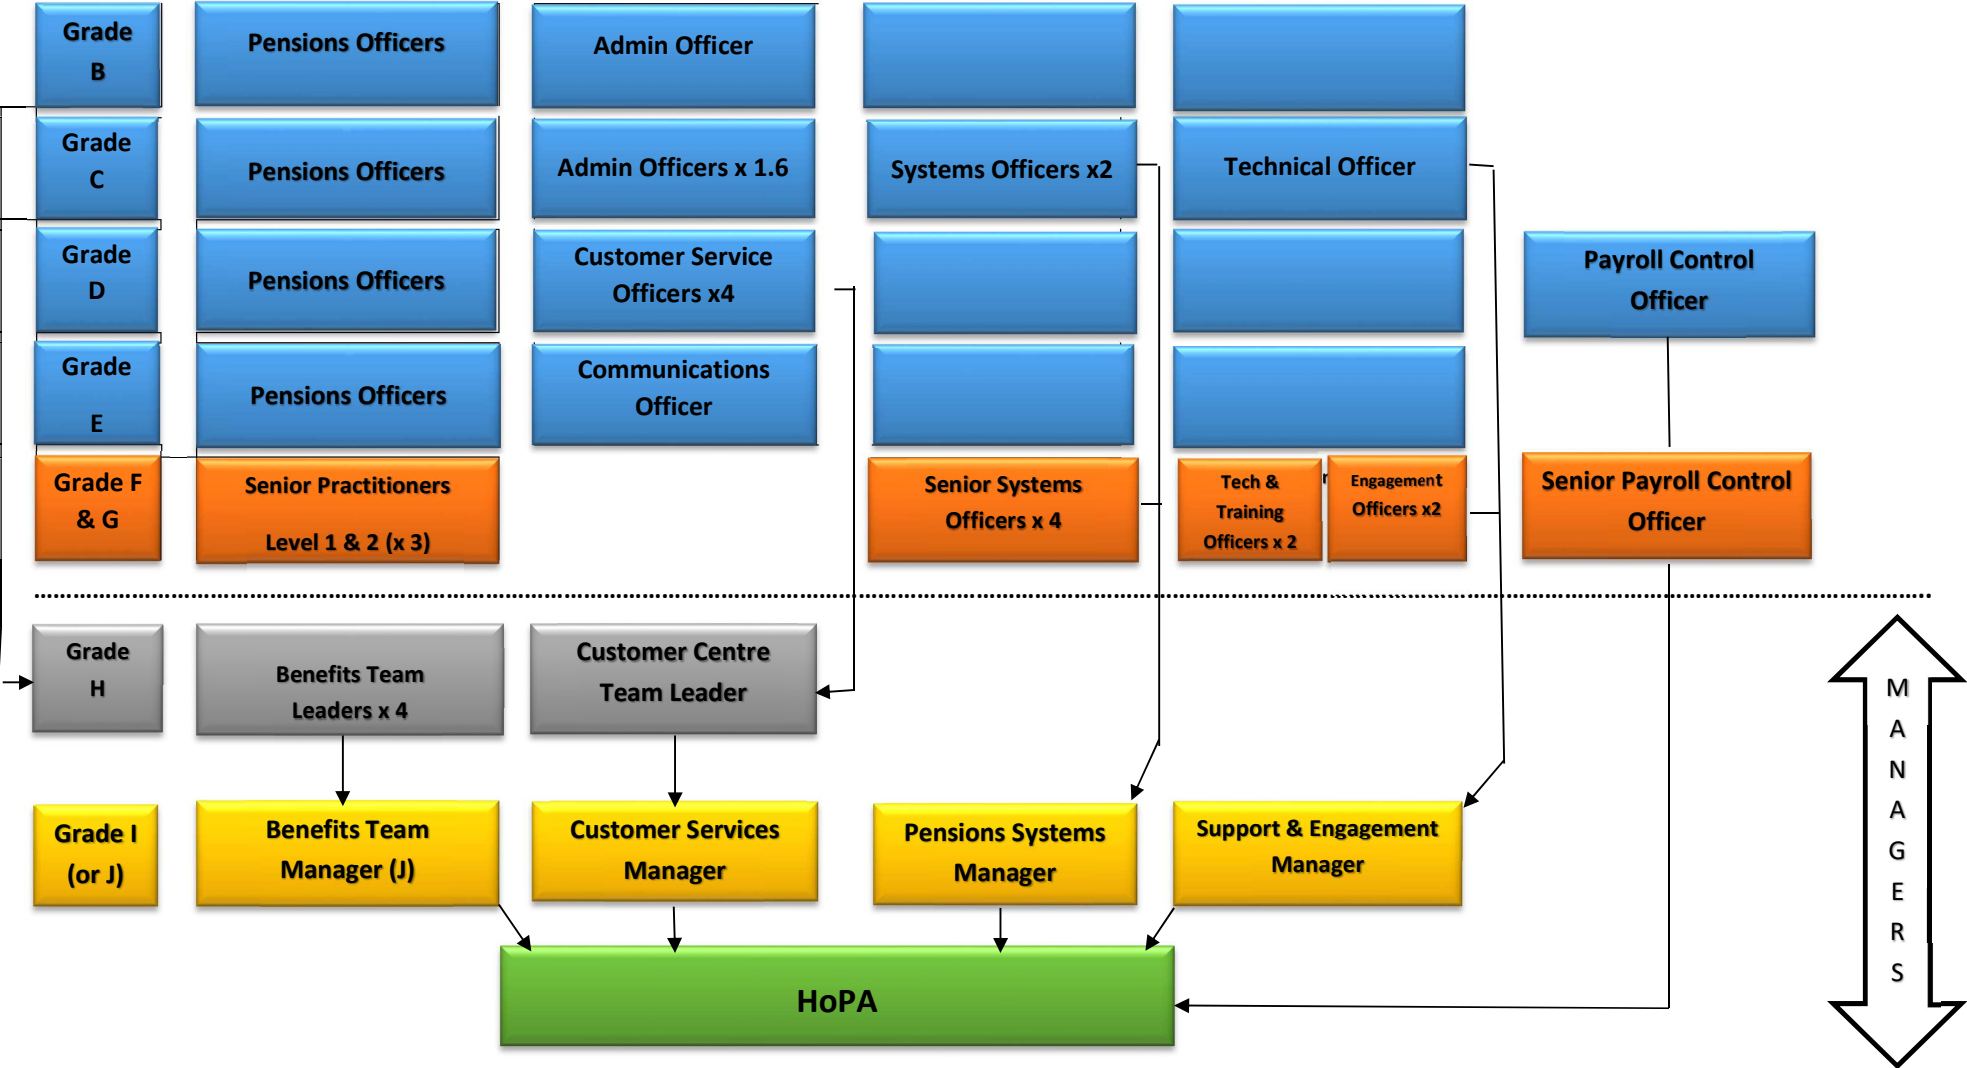 Grade
B
Pensions Officers
Admin Officer
Grade
C
Pensions Officers
Admin Officers x 1.6
Systems Officers x2
Technical Officer
Grade
D
Pensions Officers
Customer Service
Officers x4
Payroll Control
Officer
Grade
E
Pensions Officers
Communications
Officer
Grade F
& G
Senior Practitioners
Level 1 & 2 (x 3)
Senior Systems
Officers x 4
Tech &
Training
Officers x 2
Engagement
Officers x2
Senior Payroll Control
Officer
Grade
H
Benefits Team
Leaders x 4
Customer Centre
Team Leader
Grade I
(or J)
Benefits Team
Manager (J)
Customer Services
Manager
Pensions Systems
Manager
Support & Engagement
Manager
HoPA
M
A
N
A
G
E
R
S